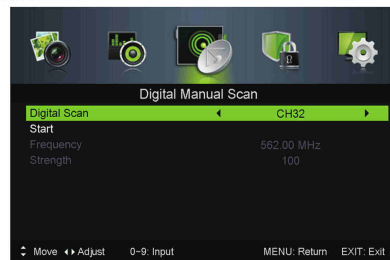 Digital Manual Scan
Digital Scan CH32
Start
Frequency 562.00 MHz
Strength 100
Move Adjust 0~9: Input MENU: Return EXIT: Exit